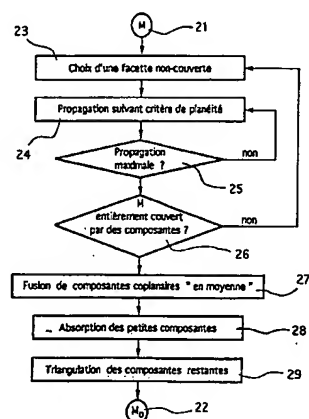 M
21
23
Choix d'une facette non-couverte
Propagation suivant critère de planéité
24
Propagation
maximale ?
non
25
M
entièrement couvert
par des composantes ?
non
26
Fusion de composantes coplanaires " en moyenne "
27
Absorption des petites composantes
28
Triangulation des composantes restantes
29
M₀
22